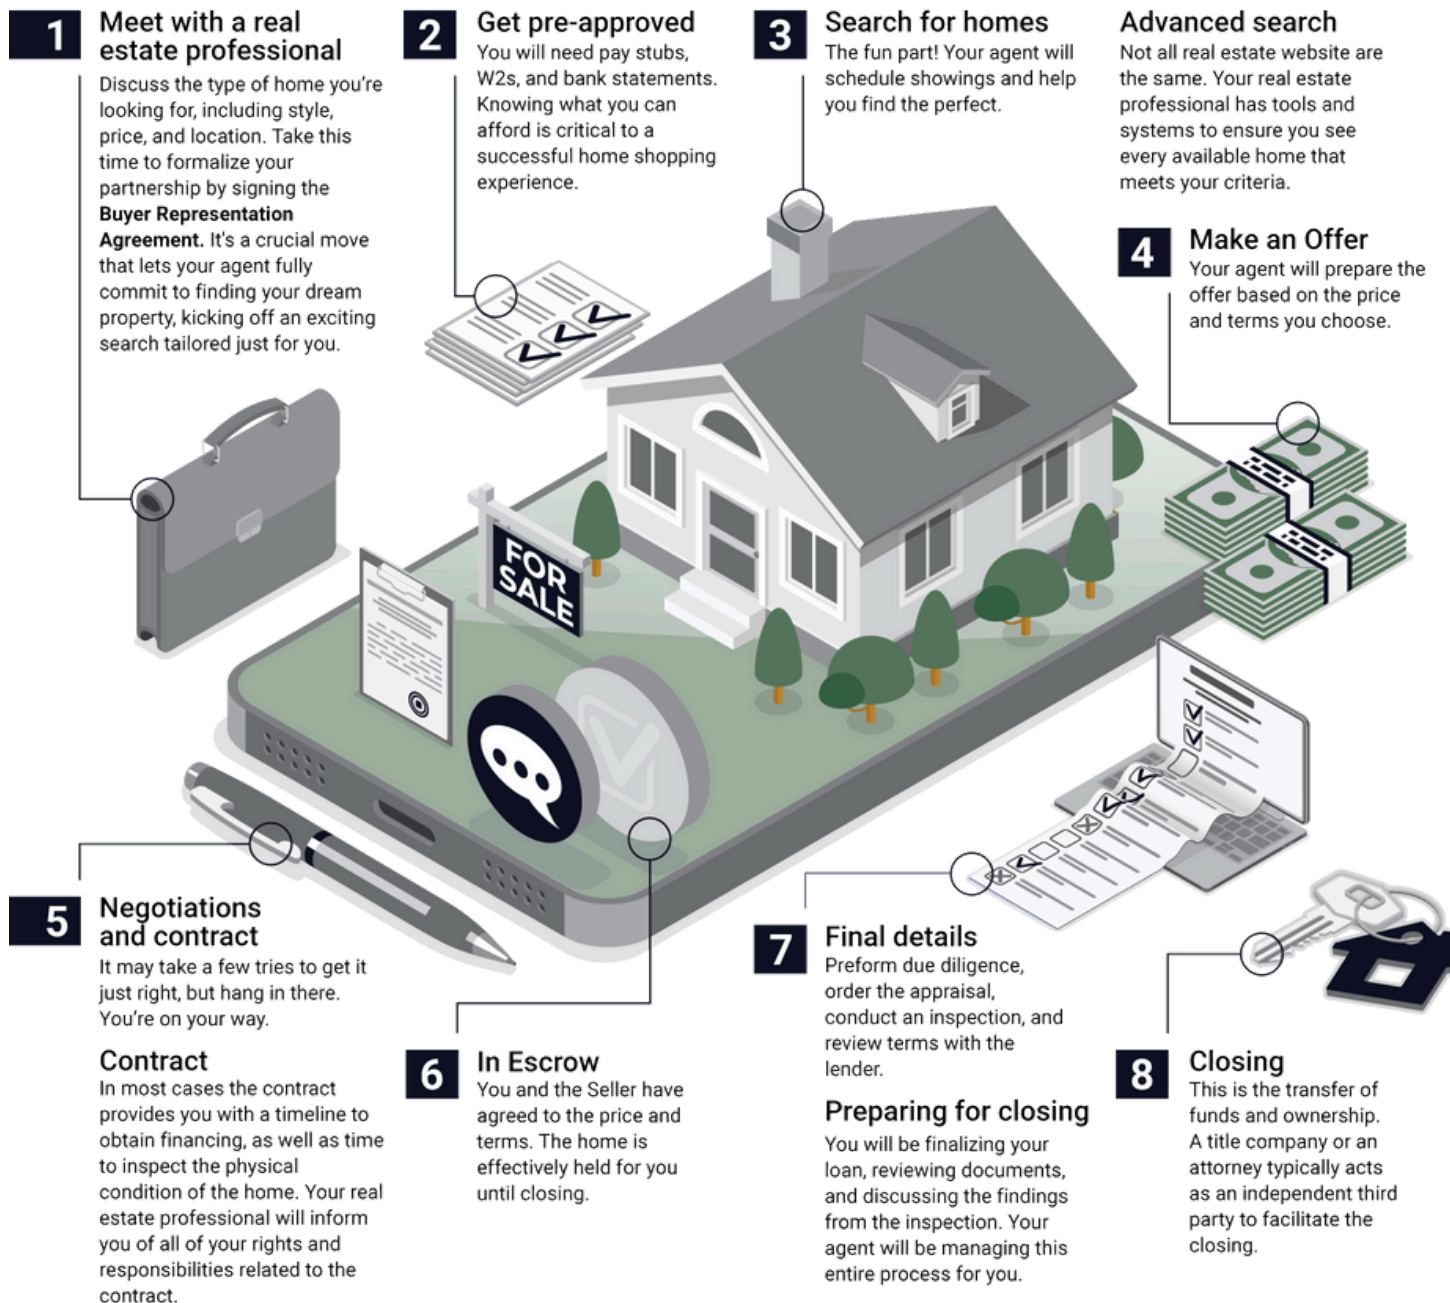 1
Meet with a real
estate professional
Discuss the type of home you're
looking for, including style,
price, and location. Take this
time to formalize your
partnership by signing the
Buyer Representation
Agreement. It's a crucial move
that lets your agent fully
commit to finding your dream
property, kicking off an exciting
search tailored just for you.
2
Get pre-approved
You will need pay stubs,
W2s, and bank statements.
Knowing what you can
afford is critical to a
successful home shopping
experience.
3
Search for homes
The fun part! Your agent will
schedule showings and help
you find the perfect.
Advanced search
Not all real estate website are
the same. Your real estate
professional has tools and
systems to ensure you see
every available home that
meets your criteria.
4
Make an Offer
Your agent will prepare the
offer based on the price
and terms you choose.
FOR
SALE
5
Negotiations
and contract
It may take a few tries to get it
just right, but hang in there.
You're on your way.
Contract
In most cases the contract
provides you with a timeline to
obtain financing, as well as time
to inspect the physical
condition of the home. Your real
estate professional will inform
you of all of your rights and
responsibilities related to the
contract.
6
In Escrow
You and the Seller have
agreed to the price and
terms. The home is
effectively held for you
until closing.
7
Final details
Preform due diligence,
order the appraisal,
conduct an inspection, and
review terms with the
lender.
Preparing for closing
You will be finalizing your
loan, reviewing documents,
and discussing the findings
from the inspection. Your
agent will be managing this
entire process for you.
8
Closing
This is the transfer of
funds and ownership.
A title company or an
attorney typically acts
as an independent third
party to facilitate the
closing.